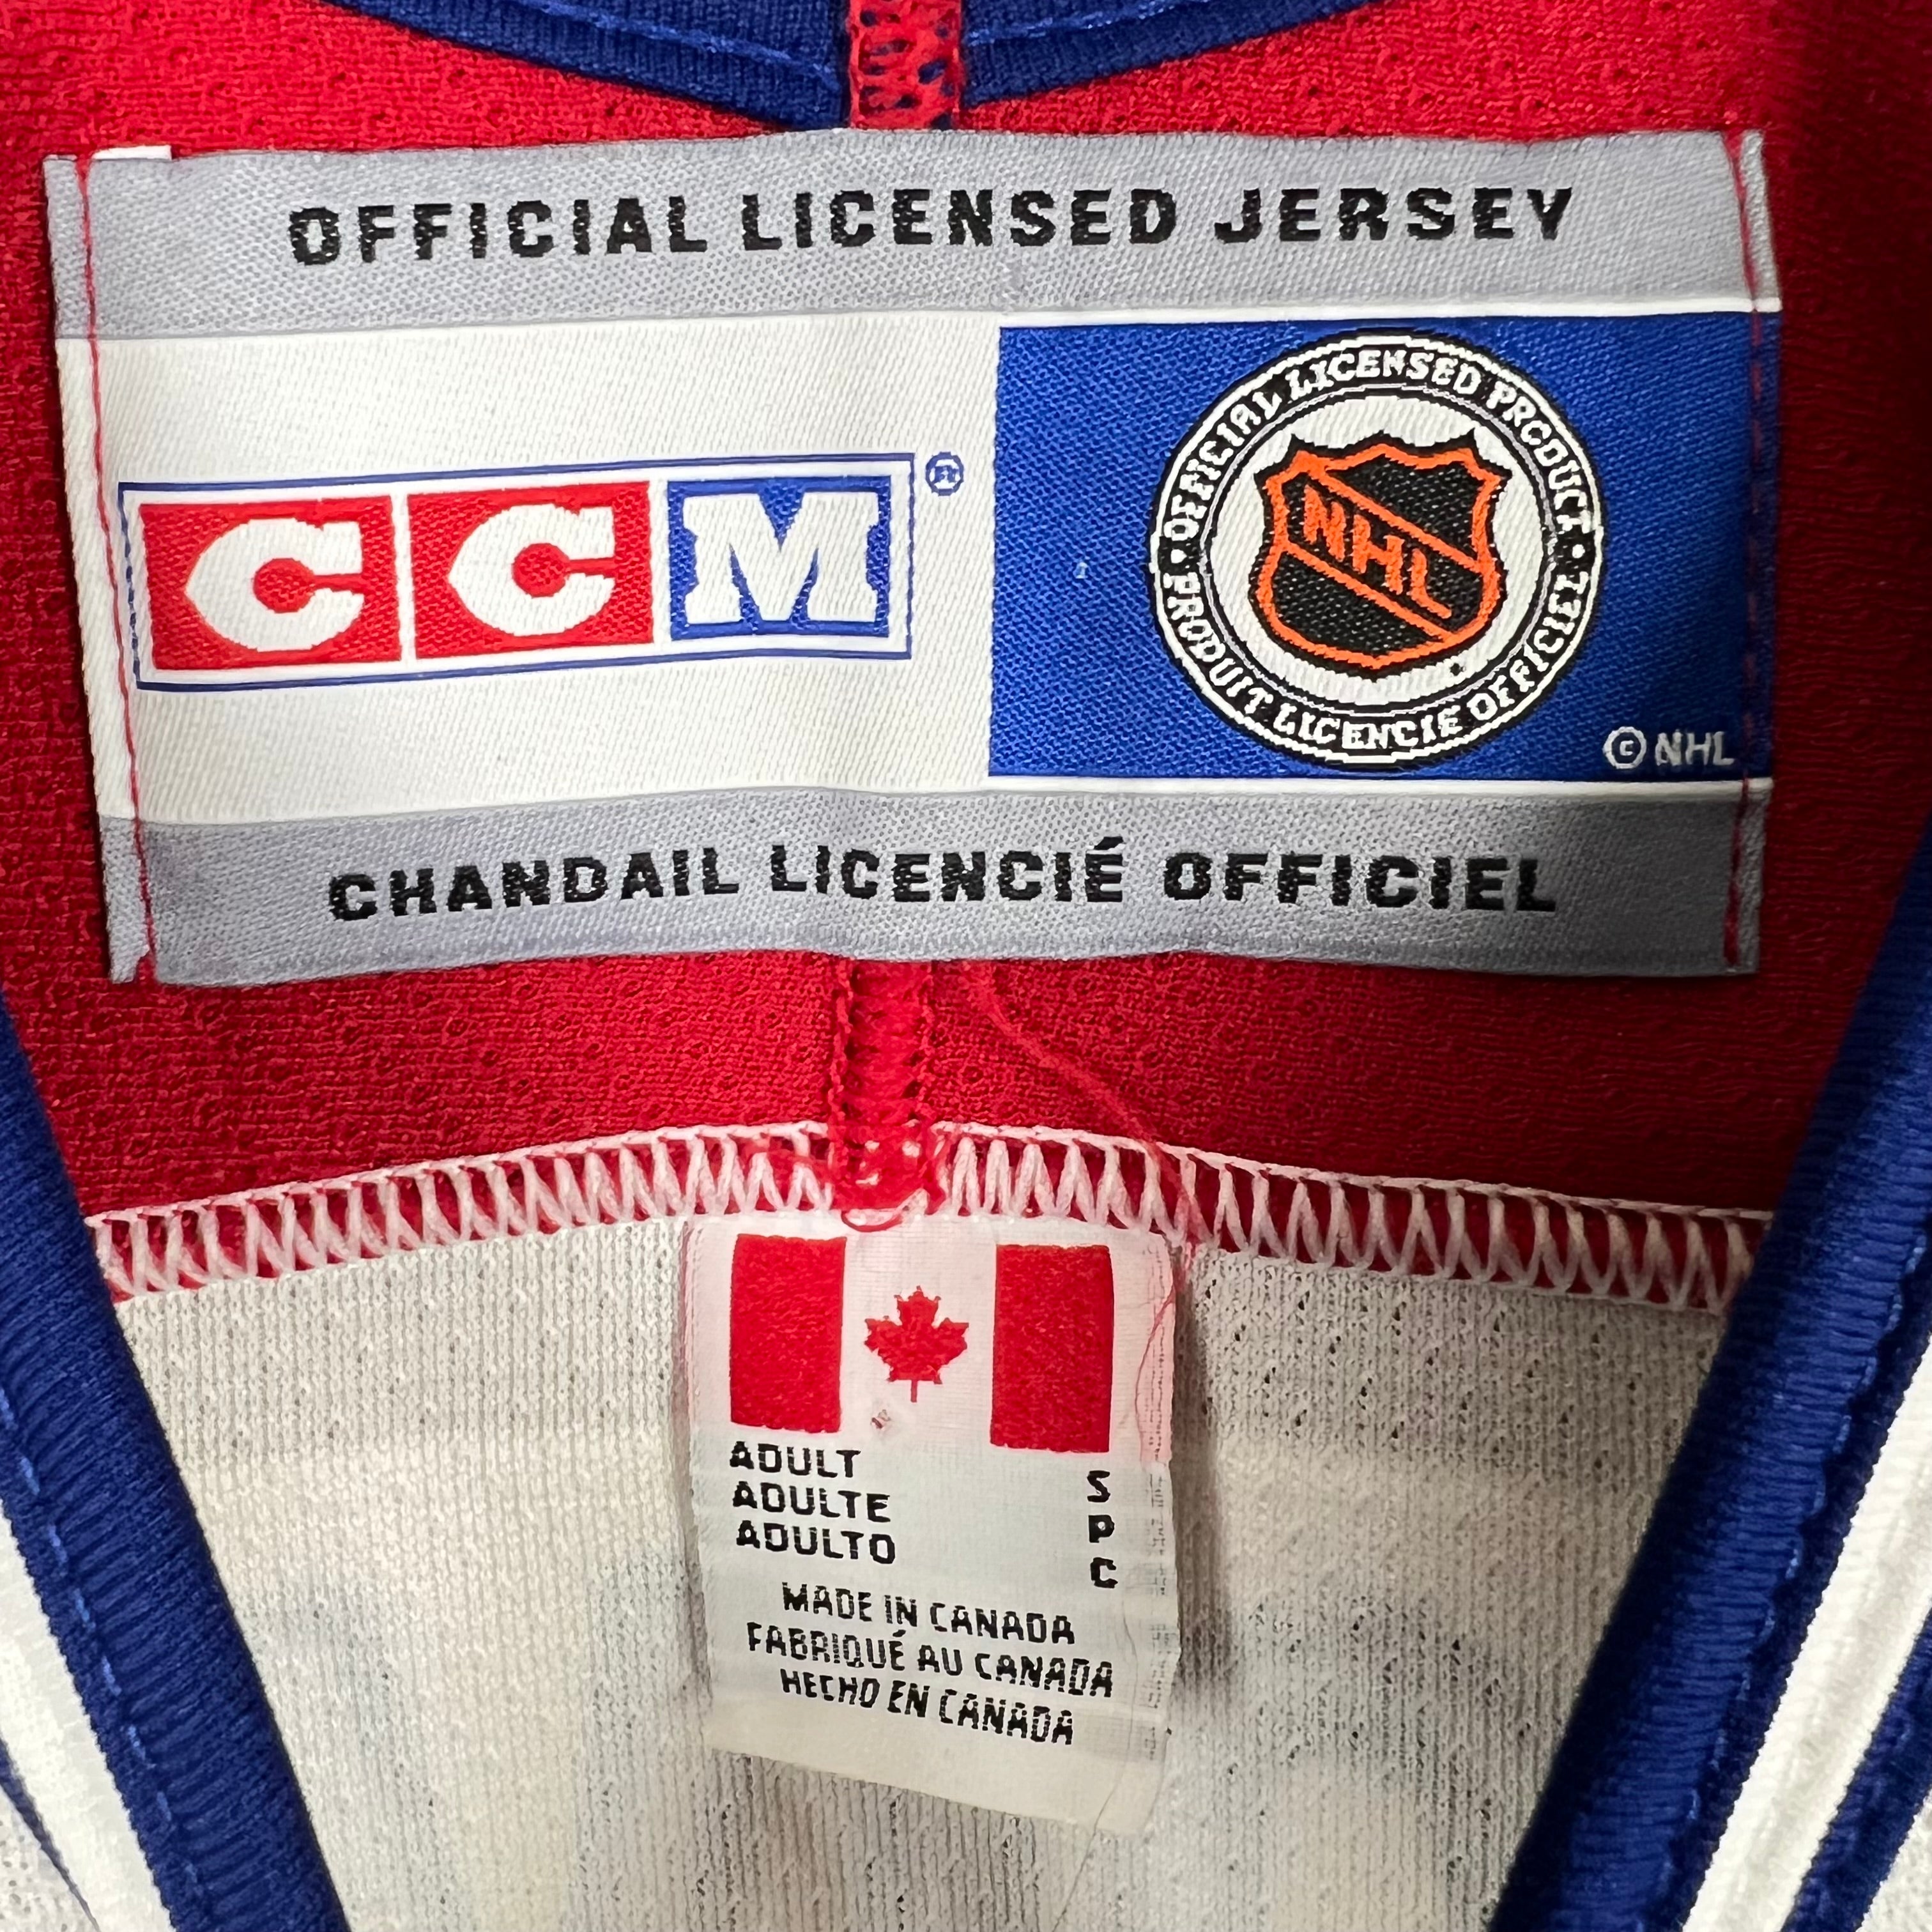 OFFICIAL LICENSED JERSEY
CCM®
OFFICIAL LICENSED PRODUCT
NHL
• PRODUIT LICENCIE OFFICIEL •
© NHL
CHANDAIL LICENCIÉ OFFICIEL
ADULT S
ADULTE P
ADULTO C
MADE IN CANADA
FABRIQUÉ AU CANADA
HECHO EN CANADA